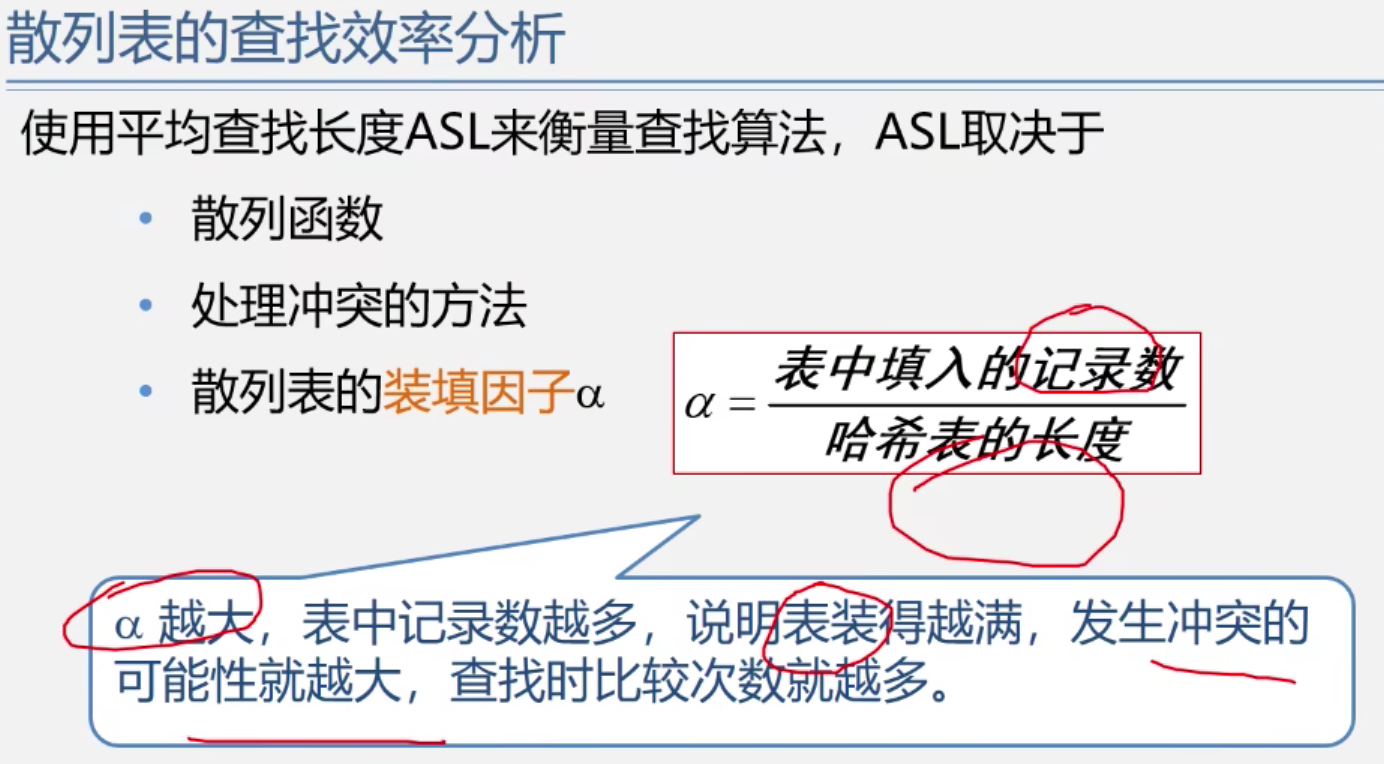 散列表的查找效率分析
使用平均查找长度ASL来衡量查找算法，ASL取决于
• 散列函数
• 处理冲突的方法
• 散列表的装填因子α
α = 表中填入的记录数
哈希表的长度
α 越大，表中记录数越多，说明表装得越满，发生冲突的
可能性就越大，查找时比较次数就越多。